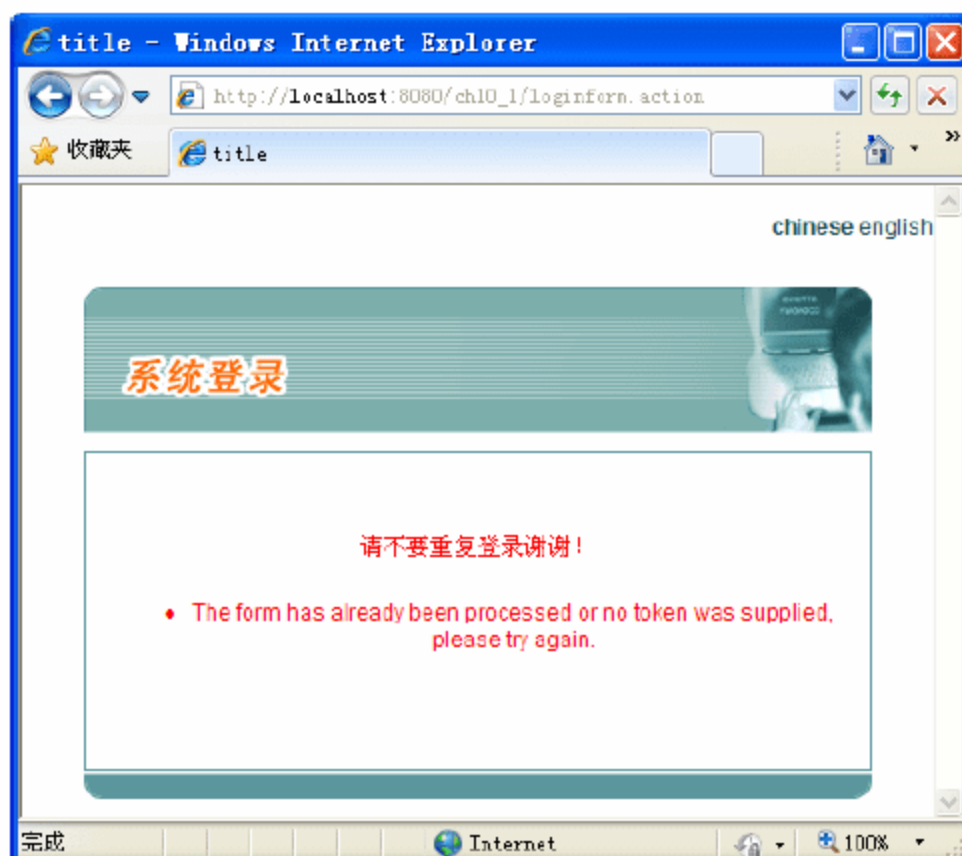 title - Windows Internet Explorer
http://localhost:8080/ch10_1/loginform.action
收藏夹
title
»
chinese english
系统登录
请不要重复登录谢谢!
• The form has already been processed or no token was supplied,
please try again.
完成
Internet
100%